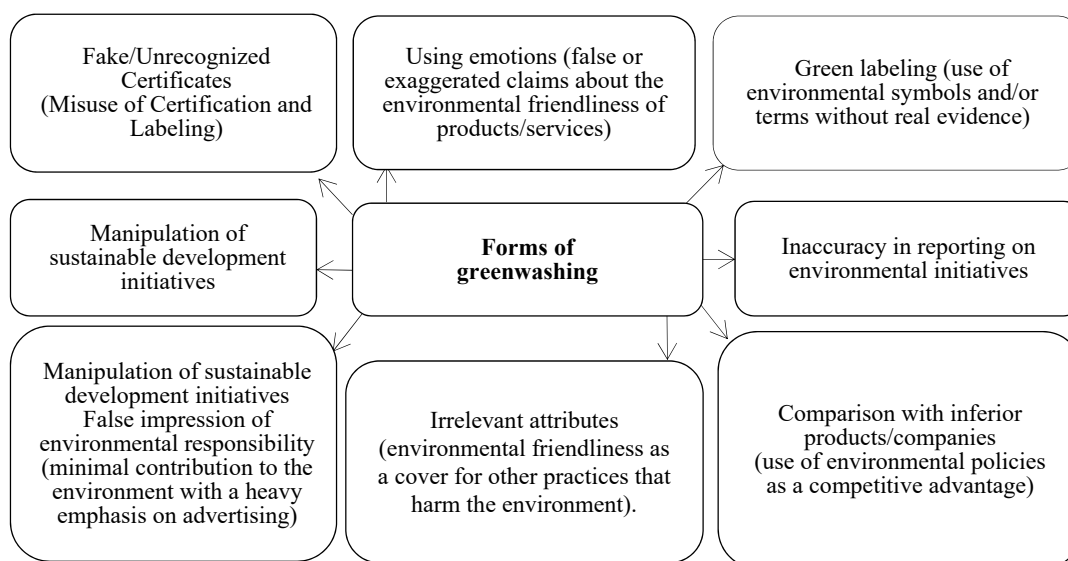 Fake/Unrecognized
Certificates
(Misuse of Certification and
Labeling)
Using emotions (false or
exaggerated claims about the
environmental friendliness of
products/services)
Green labeling (use of
environmental symbols and/or
terms without real evidence)
Manipulation of
sustainable development
initiatives
Forms of
greenwashing
Inaccuracy in reporting on
environmental initiatives
Manipulation of sustainable
development initiatives
False impression of
environmental responsibility
(minimal contribution to the
environment with a heavy
emphasis on advertising)
Irrelevant attributes
(environmental friendliness as
a cover for other practices that
harm the environment).
Comparison with inferior
products/companies
(use of environmental policies
as a competitive advantage)